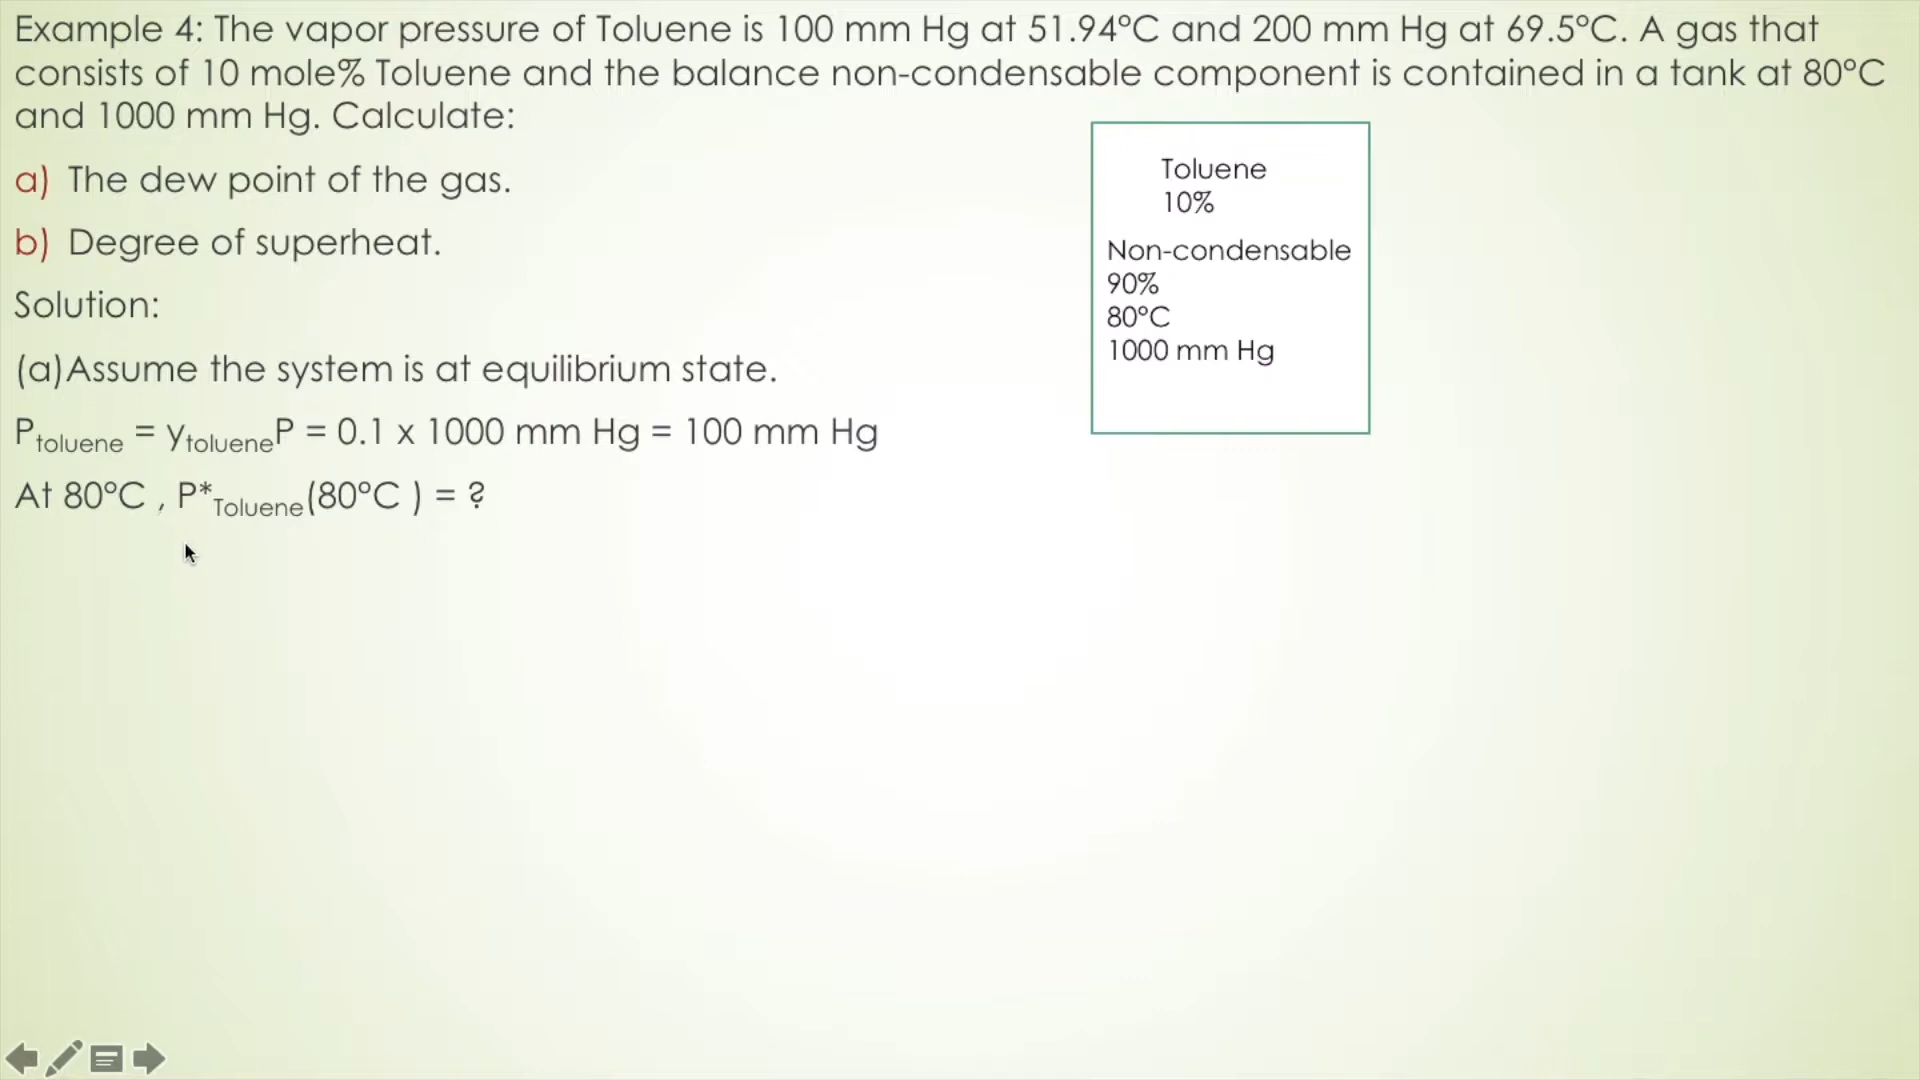 Example 4: The vapor pressure of Toluene is 100 mm Hg at 51.94°C and 200 mm Hg at 69.5°C. A gas that
consists of 10 mole% Toluene and the balance non-condensable component is contained in a tank at 80°C
and 1000 mm Hg. Calculate:
a) The dew point of the gas.
b) Degree of superheat.
Solution:
(a)Assume the system is at equilibrium state.
Ptoluene = ytolueneP = 0.1 x 1000 mm Hg = 100 mm Hg
At 80°C , P*Toluene(80°C ) = ?
Toluene
10%
Non-condensable
90%
80°C
1000 mm Hg